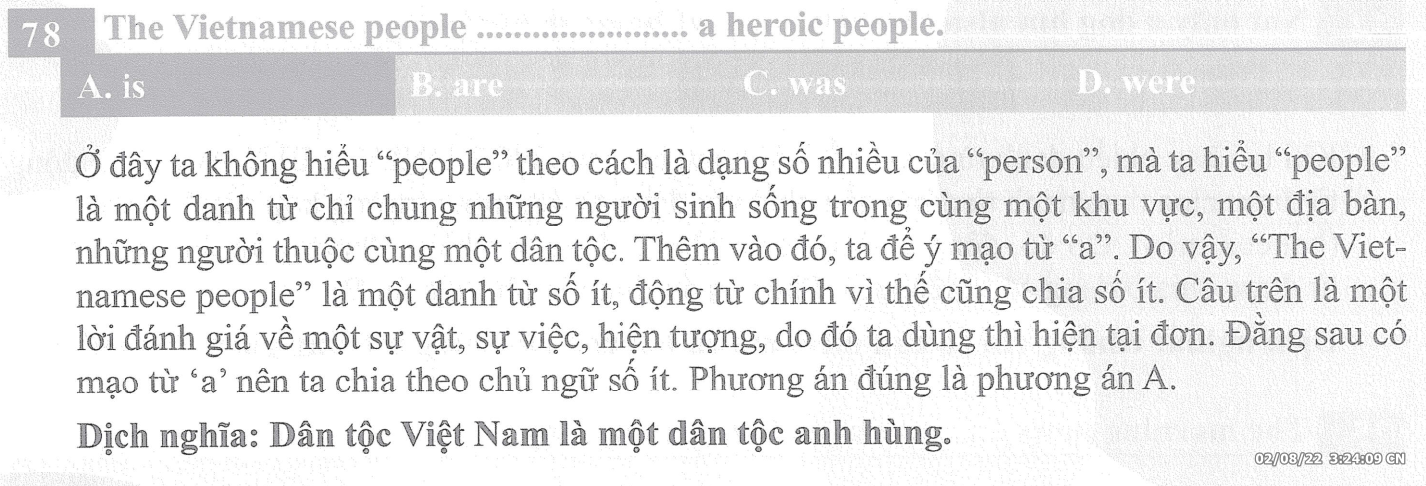 78 The Vietnamese people ....................... a heroic people.
A. is B. are C. was D. were
Ở đây ta không hiểu “people” theo cách là dạng số nhiều của “person”, mà ta hiểu “people”
là một danh từ chỉ chung những người sinh sống trong cùng một khu vực, một địa bàn,
những người thuộc cùng một dân tộc. Thêm vào đó, ta để ý mạo từ “a”. Do vậy, “The Viet-
namese people” là một danh từ số ít, động từ chính vì thế cũng chia số ít. Câu trên là một
lời đánh giá về một sự vật, sự việc, hiện tượng, do đó ta dùng thì hiện tại đơn. Đằng sau có
mạo từ ‘a’ nên ta chia theo chủ ngữ số ít. Phương án đúng là phương án A.
Dịch nghĩa: Dân tộc Việt Nam là một dân tộc anh hùng.
02/08/22 3:24:09 CN